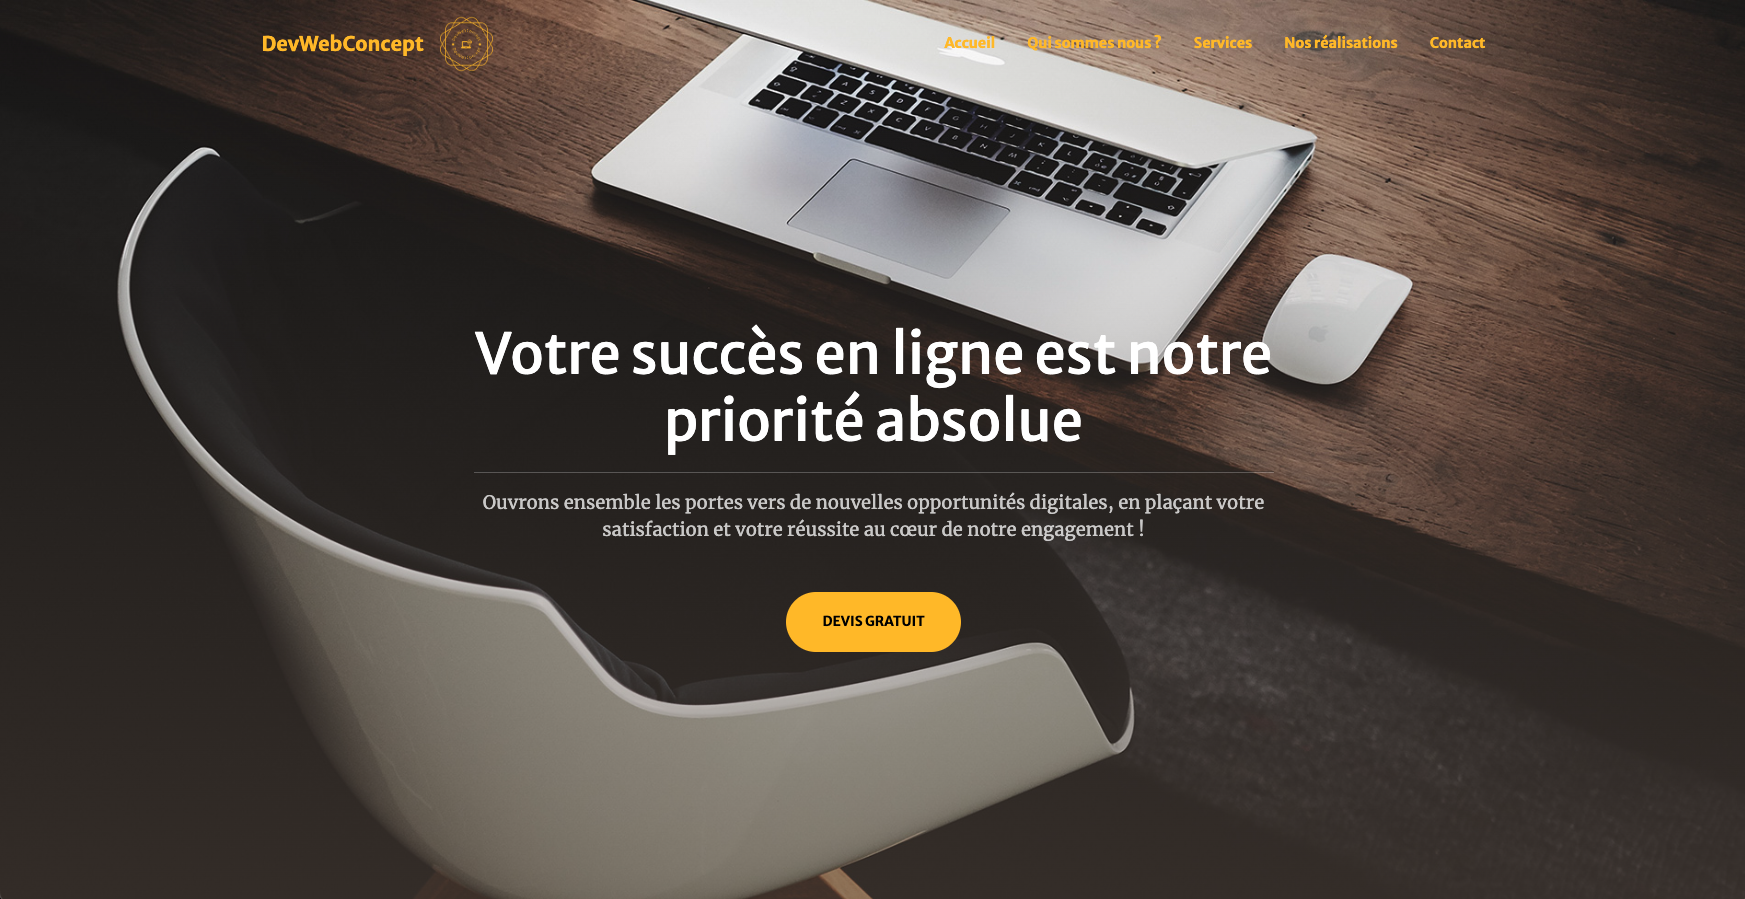 DevWebConcept
Accueil Qui sommes nous ? Services Nos réalisations Contact
Votre succès en ligne est notre
priorité absolue
Ouvrons ensemble les portes vers de nouvelles opportunités digitales, en plaçant votre
satisfaction et votre réussite au cœur de notre engagement !
DEVIS GRATUIT